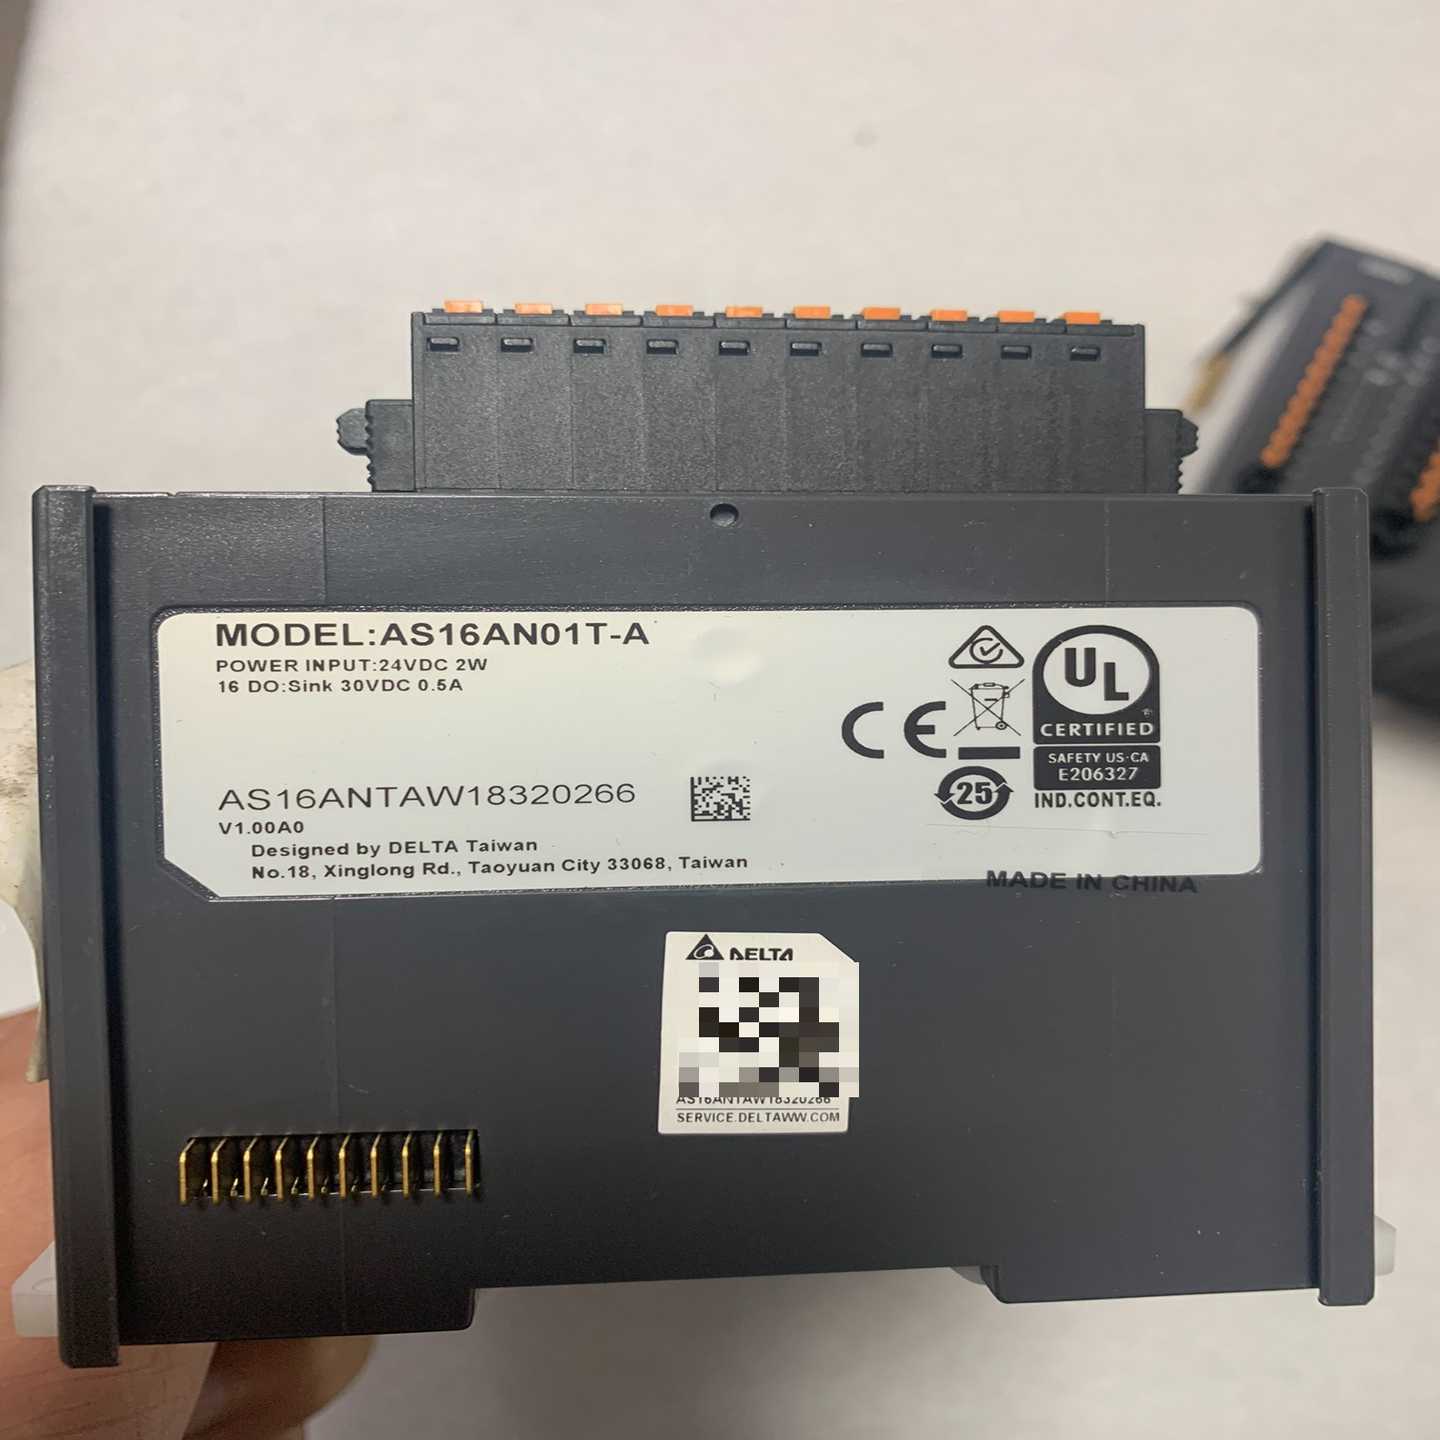 MODEL:AS16AN01T-A
POWER INPUT:24VDC 2W
16 DO:Sink 30VDC 0.5A
AS16ANTAW18320266
V1.00A0
Designed by DELTA Taiwan
No.18, Xinglong Rd., Taoyuan City 33068, Taiwan
CE
25
UL
CERTIFIED
SAFETY US-CA
E206327
IND.CONT.EQ.
MADE IN CHINA
DELTA
AS16ANTAW18320266
SERVICE.DELTAWW.COM